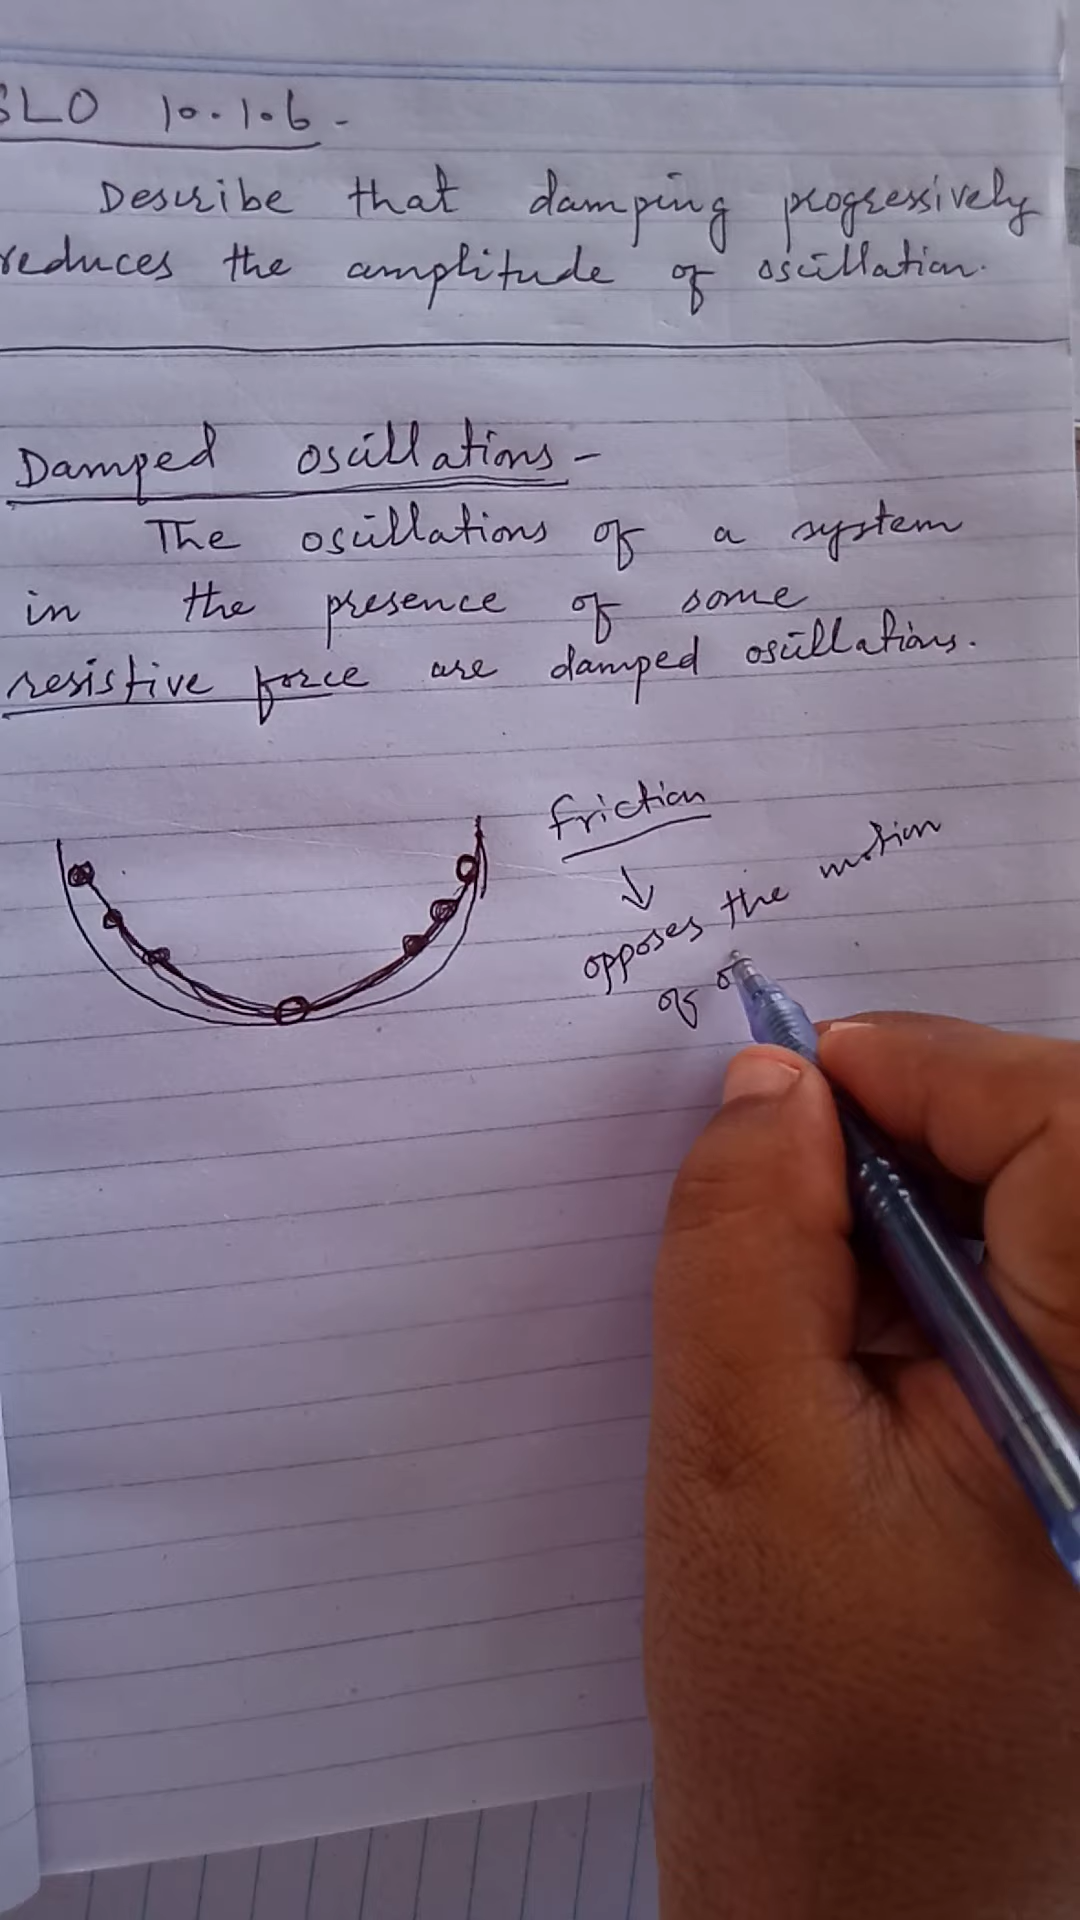 SLO 10.1.6-
Describe that damping progressively
reduces the amplitude of oscillation.
Damped oscillations-
The oscillations of a system
in the presence of some
resistive force are damped oscillations.
friction
↓
opposes the motion
of o